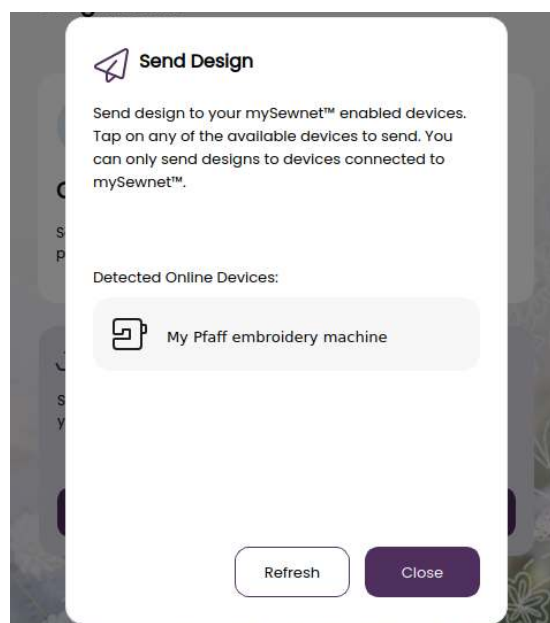 Send Design
Send design to your mySewnet™ enabled devices.
Tap on any of the available devices to send. You
can only send designs to devices connected to
mySewnet™.
Detected Online Devices:
My Pfaff embroidery machine
Refresh
Close